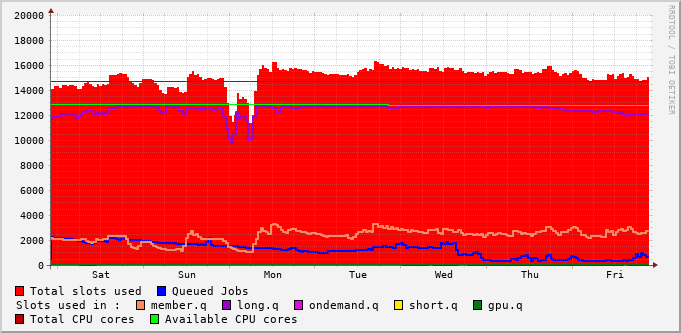 20000
18000
16000
14000
12000
10000
8000
6000
4000
2000
0
Sat Sun Mon Tue Wed Thu Fri
RRDTOOL / TOBI OETIKER
Total slots used Queued Jobs
Slots used in : member.q long.q ondemand.q short.q gpu.q
Total CPU cores Available CPU cores